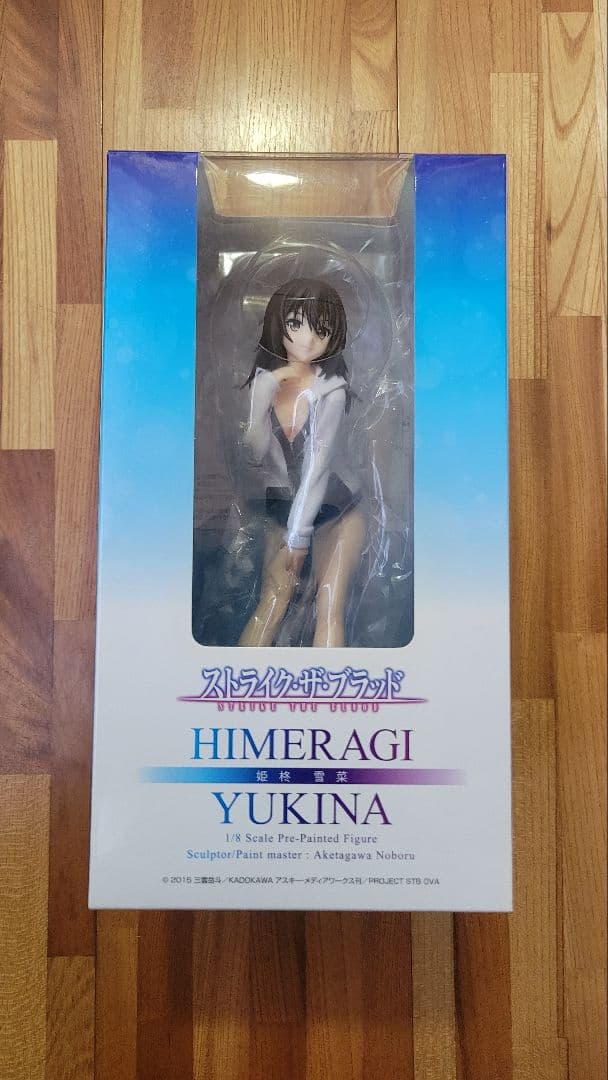 ストライク・ザ・ブラッド
STRIKE THE BLOOD
HIMERAGI
姫柊 雪菜
YUKINA
1/8 Scale Pre-Painted Figure
Sculptor/Paint master : Aketagawa Noboru
© 2015 三雲岳斗／KADOKAWA アスキー・メディアワークス刊／PROJECT STB OVA